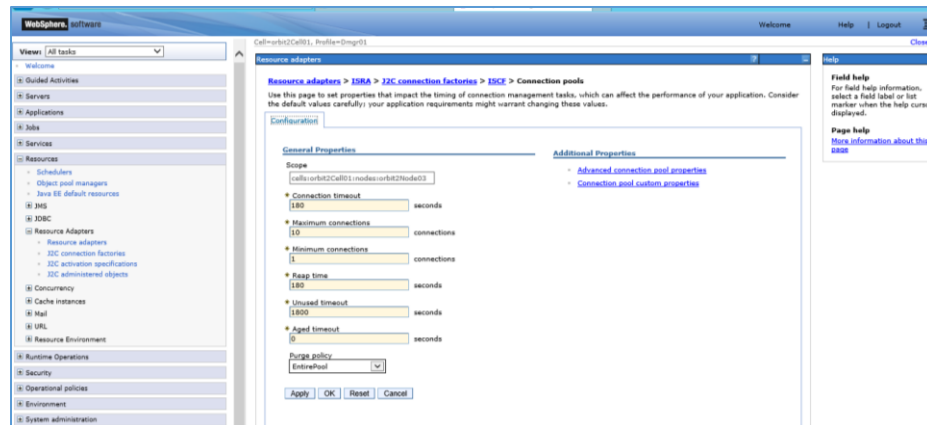 WebSphere. software
Welcome
Help | Logout
Cell=orbit2Cell01, Profile=Dmgr01
Close
View: All tasks
Welcome
Guided Activities
Servers
Applications
Jobs
Services
Resources
Schedulers
Object pool managers
Java EE default resources
JMS
JDBC
Resource Adapters
Resource adapters
J2C connection factories
J2C activation specifications
J2C administered objects
Concurrency
Cache instances
Mail
URL
Resource Environment
Runtime Operations
Security
Operational policies
Environment
System administration
Resource adapters
?
Resource adapters > ISRA > J2C connection factories > ISCF > Connection pools
Use this page to set properties that impact the timing of connection management tasks, which can affect the performance of your application. Consider
the default values carefully; your application requirements might warrant changing these values.
Configuration
General Properties
Scope
cells:orbit2Cell01:nodes:orbit2Node03
* Connection timeout
180 seconds
* Maximum connections
10 connections
* Minimum connections
1 connections
* Reap time
180 seconds
* Unused timeout
1800 seconds
* Aged timeout
0 seconds
Purge policy
EntirePool
Apply OK Reset Cancel
Additional Properties
Advanced connection pool properties
Connection pool custom properties
Help
Field help
For field help information,
select a field label or list
marker when the help curso
displayed.
Page help
More information about this
page